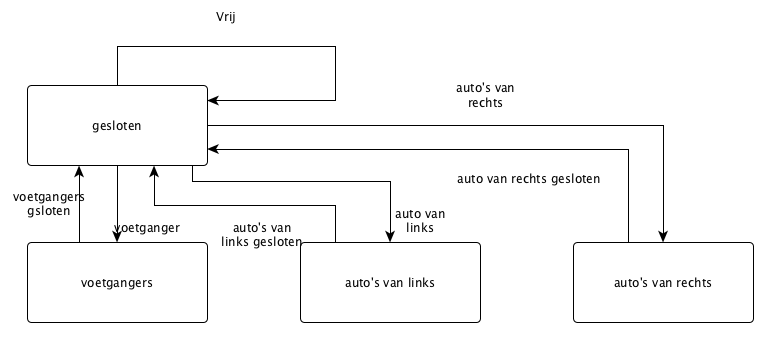 Vrij
auto's van
rechts
gesloten
auto van rechts gesloten
voetgangers
gsloten
voetganger
auto's van
links gesloten
auto van
links
voetgangers
auto's van links
auto's van rechts